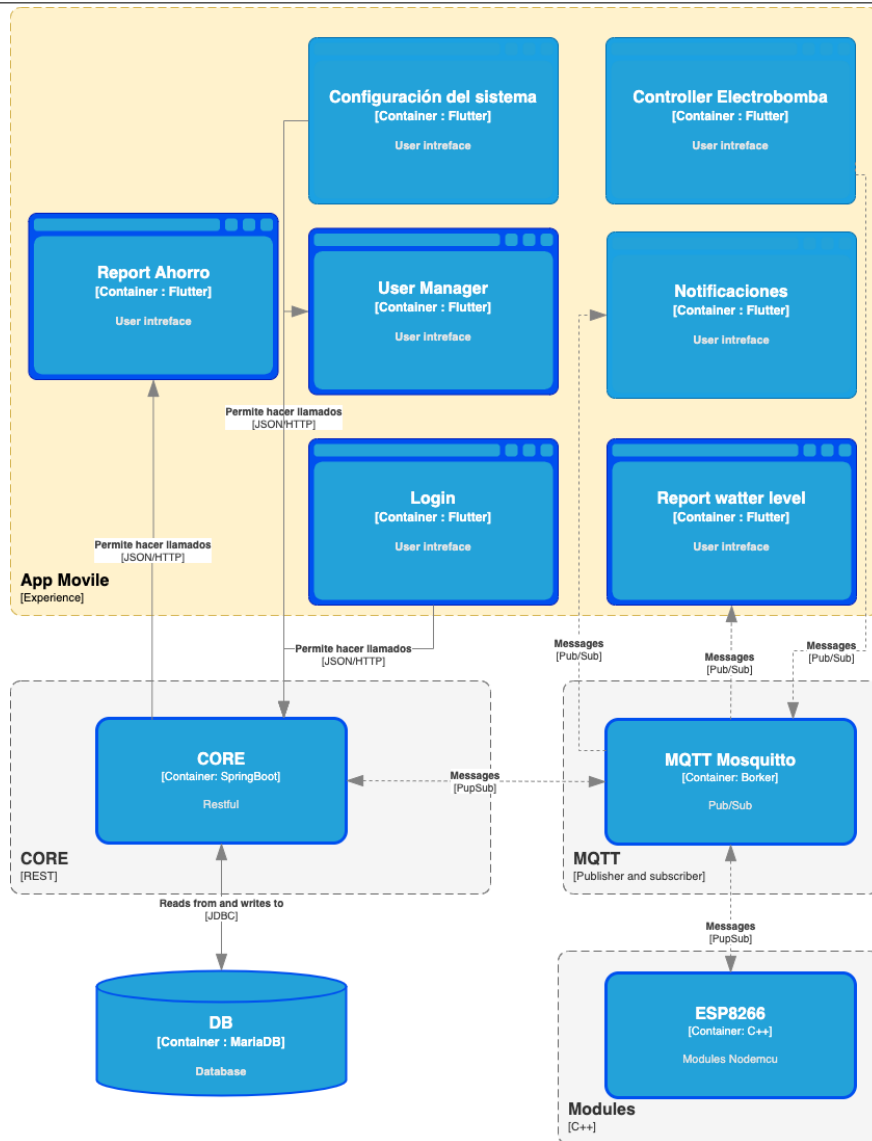 Configuración del sistema
[Container : Flutter]
User intreface
Controller Electrobomba
[Container : Flutter]
User intreface
Report Ahorro
[Container : Flutter]
User intreface
User Manager
[Container : Flutter]
User intreface
Notificaciones
[Container : Flutter]
User intreface
Permite hacer llamados
[JSON/HTTP]
Login
[Container : Flutter]
User intreface
Report watter level
[Container : Flutter]
User intreface
Permite hacer llamados
[JSON/HTTP]
App Movile
[Experience]
Permite hacer llamados
[JSON/HTTP]
Messages
[Pub/Sub]
Messages
[Pub/Sub]
Messages
[Pub/Sub]
CORE
[Container: SpringBoot]
Restful
Messages
[PupSub]
MQTT Mosquitto
[Container: Borker]
Pub/Sub
CORE
[REST]
MQTT
[Publisher and subscriber]
Reads from and writes to
[JDBC]
Messages
[PupSub]
DB
[Container : MariaDB]
Database
ESP8266
[Container: C++]
Modules Nodemcu
Modules
[C++]